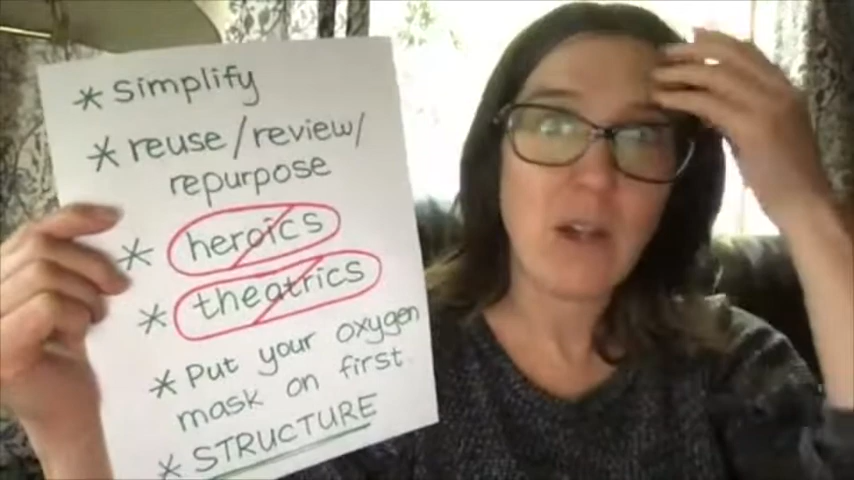 * simplify
* reuse/review/
repurpose
* heroics
* theatrics
* Put your oxygen
mask on first
* STRUCTURE